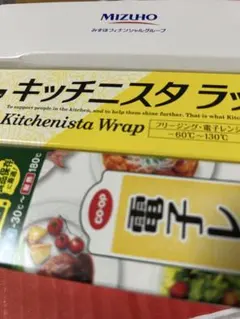 MIZUHO
みずほフィナンシャルグループ
キッチニスタ ラッ
To support people in the kitchen, and to help them shine further. That is what Kitchen
Kitchenista Wrap
フリージング・電子レンジ
−60℃〜130℃
180℃
-30℃〜
co・op
電子レ